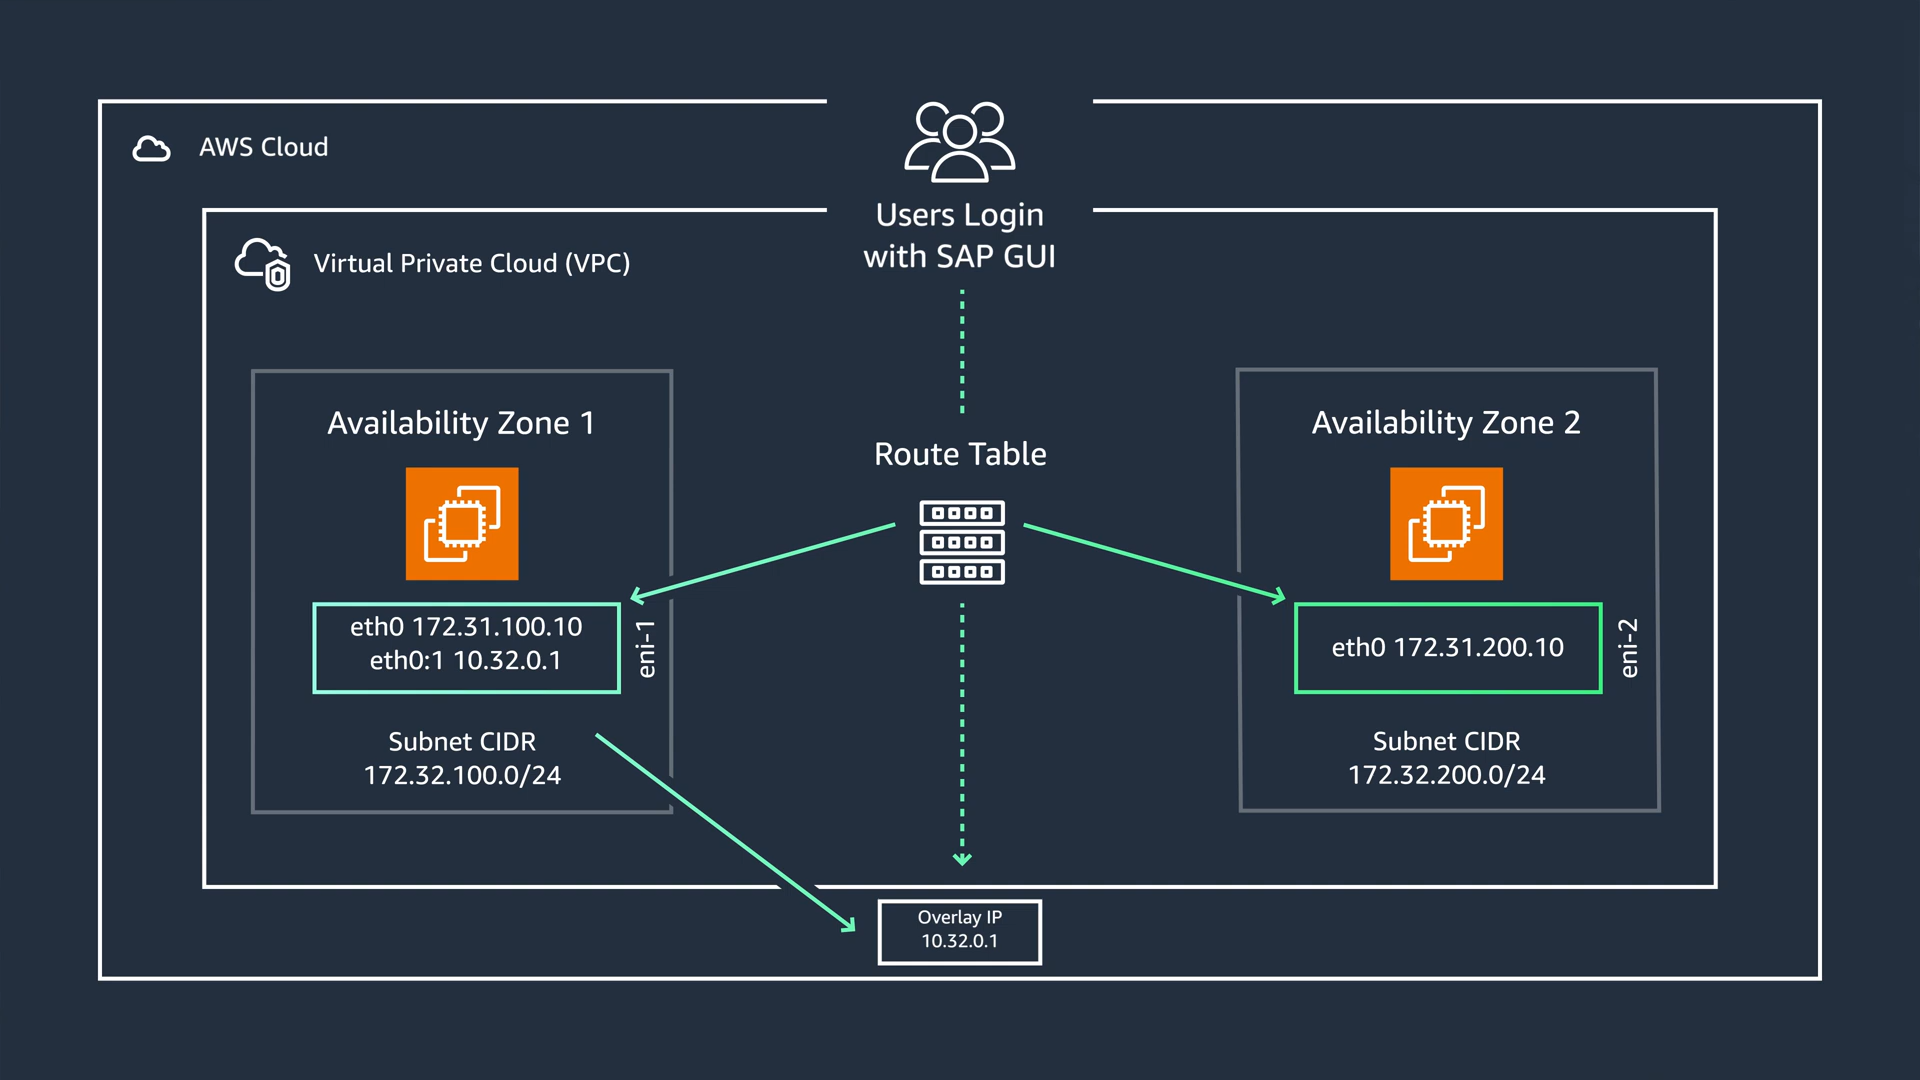 AWS Cloud
Users Login
with SAP GUI
Virtual Private Cloud (VPC)
Availability Zone 1
Route Table
Availability Zone 2
eth0 172.31.100.10
eth0:1 10.32.0.1
eni-1
eth0 172.31.200.10
eni-2
Subnet CIDR
172.32.100.0/24
Subnet CIDR
172.32.200.0/24
Overlay IP
10.32.0.1